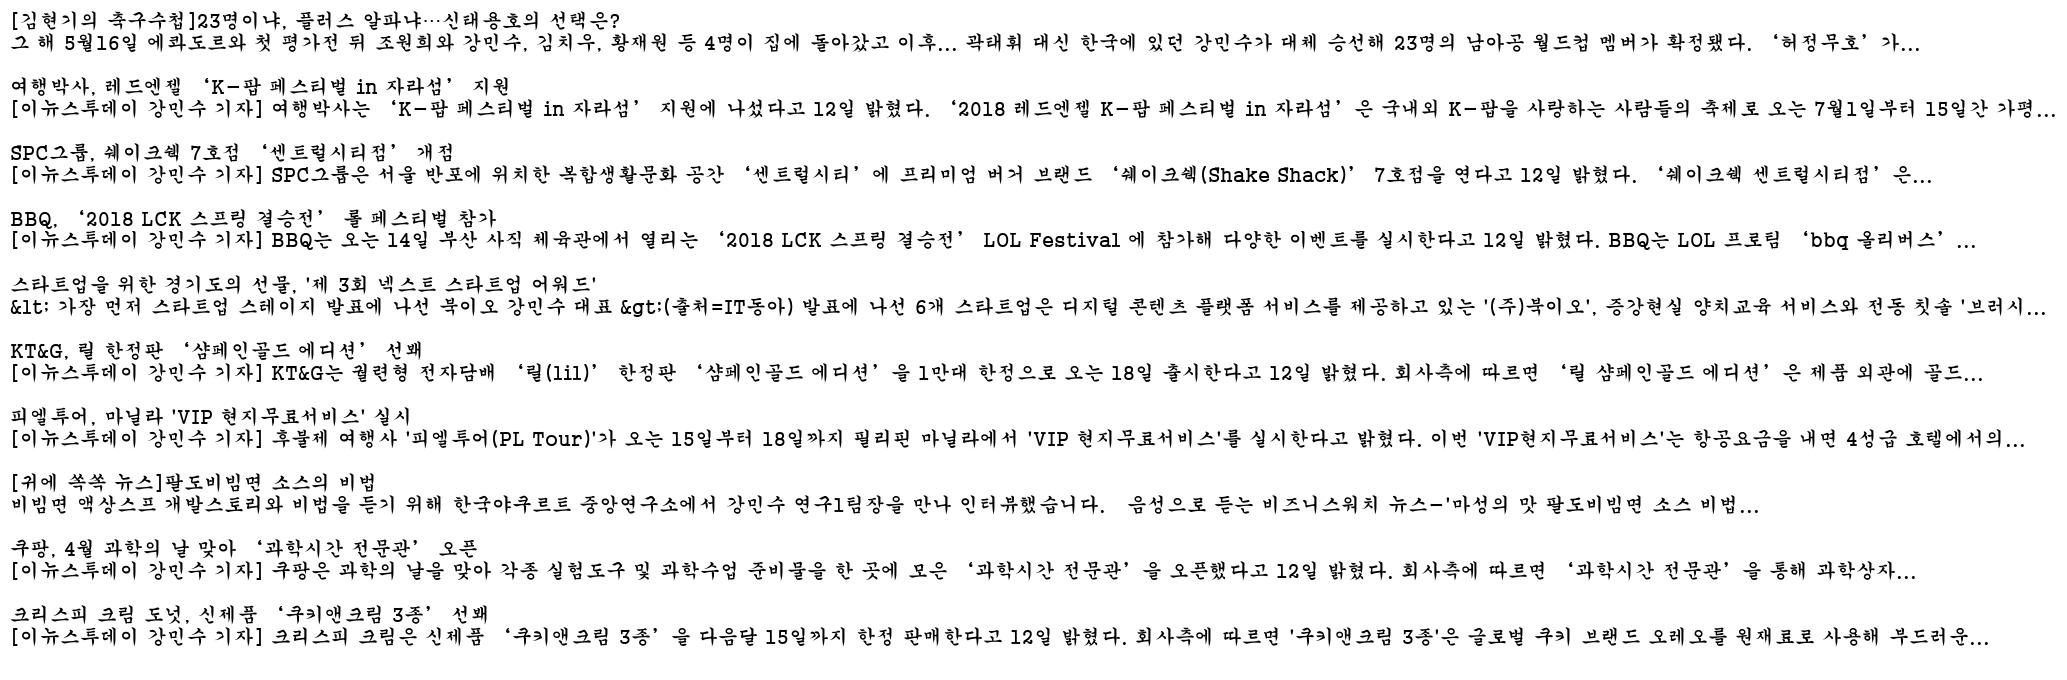 [김현기의 축구수첩]23명이냐, 플러스 알파냐…신태용호의 선택은?
그 해 5월16일 에콰도르와 첫 평가전 뒤 조원희와 강민수, 김치우, 황재원 등 4명이 집에 돌아갔고 이후... 곽태휘 대신 한국에 있던 강민수가 대체 승선해 23명의 남아공 월드컵 멤버가 확정됐다. ‘허정무호’가...
여행박사, 레드엔젤 ‘K-팝 페스티벌 in 자라섬’ 지원
[이뉴스투데이 강민수 기자] 여행박사는 ‘K-팝 페스티벌 in 자라섬’ 지원에 나섰다고 12일 밝혔다. ‘2018 레드엔젤 K-팝 페스티벌 in 자라섬’은 국내외 K-팝을 사랑하는 사람들의 축제로 오는 7월1일부터 15일간 가평...
SPC그룹, 쉐이크쉑 7호점 ‘센트럴시티점’ 개점
[이뉴스투데이 강민수 기자] SPC그룹은 서울 반포에 위치한 복합생활문화 공간 ‘센트럴시티’에 프리미엄 버거 브랜드 ‘쉐이크쉑(Shake Shack)’ 7호점을 연다고 12일 밝혔다. ‘쉐이크쉑 센트럴시티점’은...
BBQ, ‘2018 LCK 스프링 결승전’ 롤 페스티벌 참가
[이뉴스투데이 강민수 기자] BBQ는 오는 14일 부산 사직 체육관에서 열리는 ‘2018 LCK 스프링 결승전’ LOL Festival 에 참가해 다양한 이벤트를 실시한다고 12일 밝혔다. BBQ는 LOL 프로팀 ‘bbq 올리버스’...
스타트업을 위한 경기도의 선물, '제 3회 넥스트 스타트업 어워드'
&lt; 가장 먼저 스타트업 스테이지 발표에 나선 북이오 강민수 대표 &gt;(출처=IT동아) 발표에 나선 6개 스타트업은 디지털 콘텐츠 플랫폼 서비스를 제공하고 있는 '(주)북이오', 증강현실 양치교육 서비스와 전동 칫솔 '브러시...
KT&G, 릴 한정판 ‘샴페인골드 에디션’ 선봬
[이뉴스투데이 강민수 기자] KT&G는 궐련형 전자담배 ‘릴(lil)’ 한정판 ‘샴페인골드 에디션’을 1만대 한정으로 오는 18일 출시한다고 12일 밝혔다. 회사측에 따르면 ‘릴 샴페인골드 에디션’은 제품 외관에 골드...
피엘투어, 마닐라 'VIP 현지무료서비스' 실시
[이뉴스투데이 강민수 기자] 후불제 여행사 '피엘투어(PL Tour)'가 오는 15일부터 18일까지 필리핀 마닐라에서 'VIP 현지무료서비스'를 실시한다고 밝혔다. 이번 'VIP현지무료서비스'는 항공요금을 내면 4성급 호텔에서의...
[귀에 쏙쏙 뉴스]팔도비빔면 소스의 비법
비빔면 액상스프 개발스토리와 비법을 듣기 위해 한국야쿠르트 중앙연구소에서 강민수 연구1팀장을 만나 인터뷰했습니다.  음성으로 듣는 비즈니스워치 뉴스-'마성의 맛 팔도비빔면 소스 비법...
쿠팡, 4월 과학의 날 맞아 ‘과학시간 전문관’ 오픈
[이뉴스투데이 강민수 기자] 쿠팡은 과학의 날을 맞아 각종 실험도구 및 과학수업 준비물을 한 곳에 모은 ‘과학시간 전문관’을 오픈했다고 12일 밝혔다. 회사측에 따르면 ‘과학시간 전문관’을 통해 과학상자...
크리스피 크림 도넛, 신제품 ‘쿠키앤크림 3종’ 선봬
[이뉴스투데이 강민수 기자] 크리스피 크림은 신제품 ‘쿠키앤크림 3종’을 다음달 15일까지 한정 판매한다고 12일 밝혔다. 회사측에 따르면 '쿠키앤크림 3종'은 글로벌 쿠키 브랜드 오레오를 원재료로 사용해 부드러운...